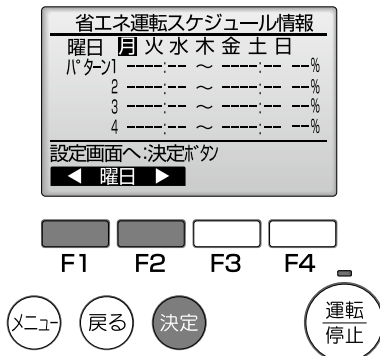 省エネ運転スケジュール情報
曜日 月 火 水 木 金 土 日
パターン1 ----:-- ～ ----:-- --%
2 ----:-- ～ ----:-- --%
3 ----:-- ～ ----:-- --%
4 ----:-- ～ ----:-- --%
設定画面へ:決定ボタン
◀ 曜日 ▶
F1 F2 F3 F4
メニュー 戻る 決定 運転
停止